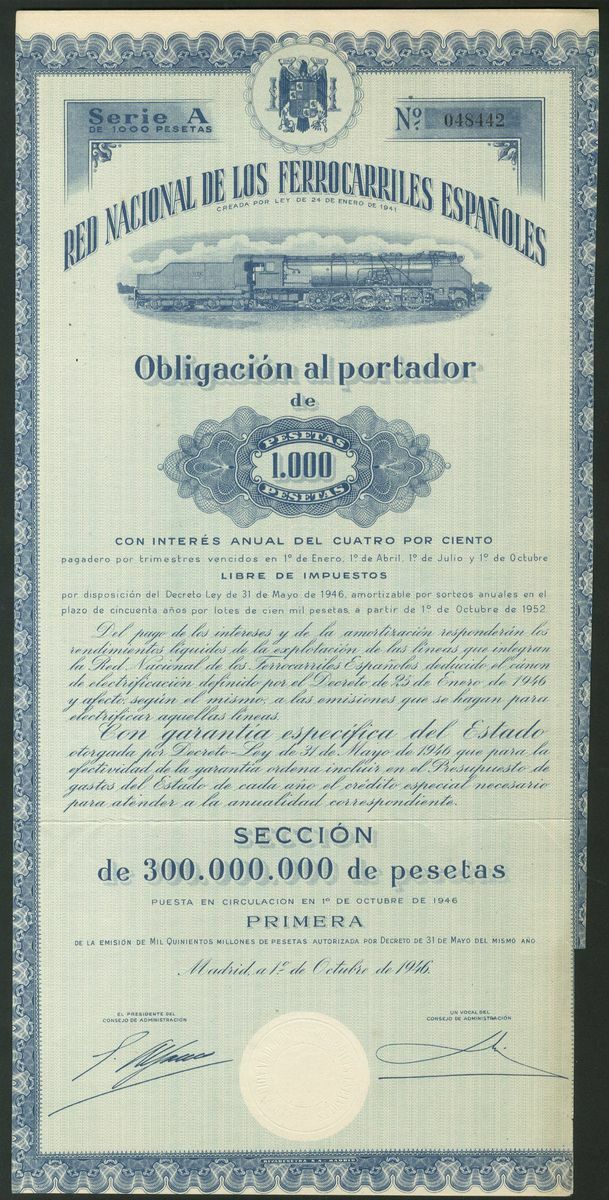 Serie A
DE 1.000 PESETAS
Nº. 048442
RED NACIONAL DE LOS FERROCARRILES ESPAÑOLES
CREADA POR LEY DE 24 DE ENERO DE 1941
Obligación al portador
de
PESETAS
1.000
PESETAS
CON INTERÉS ANUAL DEL CUATRO POR CIENTO
pagadero por trimestres vencidos en 1º de Enero, 1º de Abril, 1º de Julio y 1º de Octubre
LIBRE DE IMPUESTOS
por disposición del Decreto Ley de 31 de Mayo de 1946, amortizable por sorteos anuales en el
plazo de cincuenta años por lotes de cien mil pesetas, a partir de 1º de Octubre de 1952.
Del pago de los intereses y de la amortización responderán los
rendimientos líquidos de la explotación de las líneas que integran
la Red Nacional de los Ferrocarriles Españoles deducido el cánon
de electrificación definido por el Decreto de 25 de Enero de 1946
y afecto, según el mismo, a las emisiones que se hagan para
electrificar aquellas líneas.
Con garantía específica del Estado
otorgada por Decreto-Ley de 31 de Mayo de 1946 que para la
efectividad de la garantía ordena incluir en el Presupuesto de
gastos del Estado de cada año el crédito especial necesario
para atender a la anualidad correspondiente.
SECCIÓN
de 300.000.000 de pesetas
PUESTA EN CIRCULACION EN 1º DE OCTUBRE DE 1946
PRIMERA
DE LA EMISIÓN DE MIL QUINIENTOS MILLONES DE PESETAS AUTORIZADA POR DECRETO DE 31 DE MAYO DEL MISMO AÑO
Madrid, a 1º de Octubre de 1946.
EL PRESIDENTE DEL
CONSEJO DE ADMINISTRACIÓN
UN VOCAL DEL
CONSEJO DE ADMINISTRACIÓN